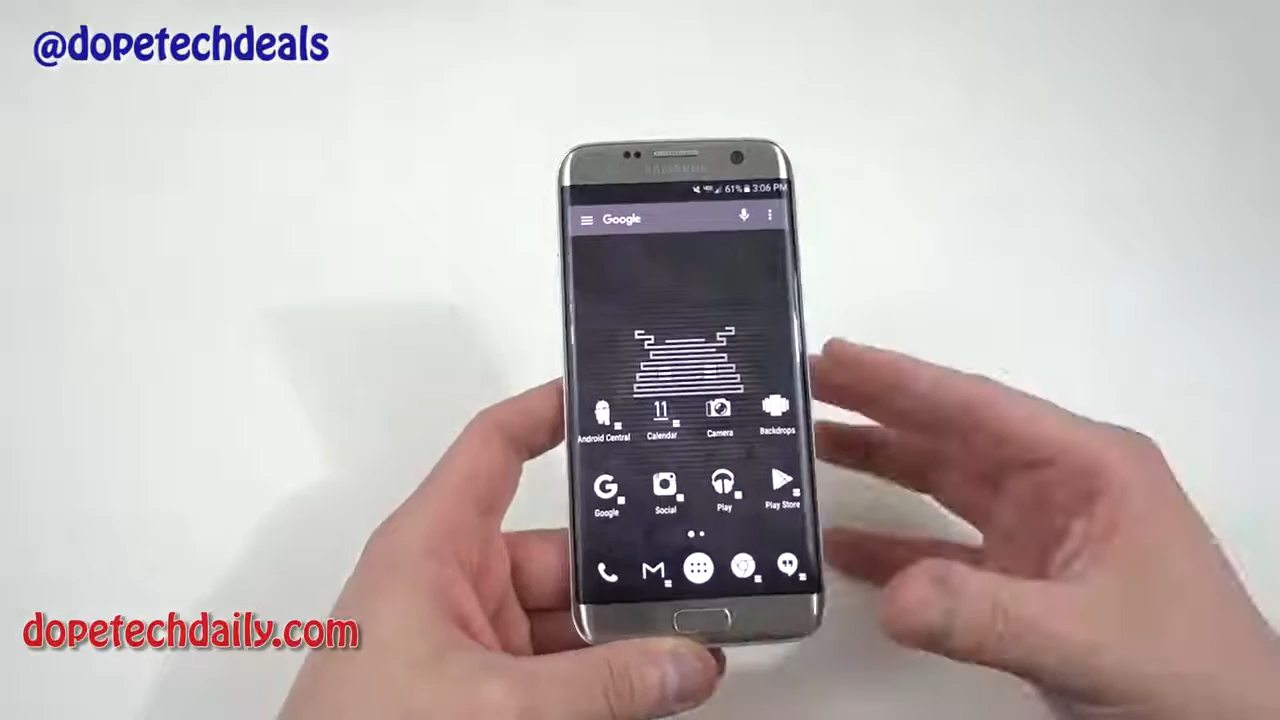 @dopetechdeals
SAMSUNG
61% 3:06 PM
Google
11
Android Central
Calendar
Camera
Backdrops
G
Google
Social
Play
Play Store
dopetechdaily.com